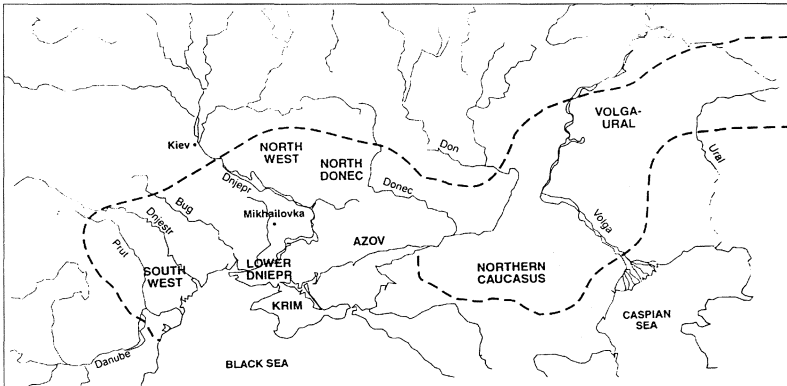 VOLGA-
URAL
Kiev
NORTH
WEST
Don
Ural
NORTH
DONEC
Dnjepr
Donec
Bug
Dnjestr
Mikhailovka
Volga
Prut
AZOV
SOUTH
WEST
LOWER
DNIEPR
NORTHERN
CAUCASUS
KRIM
CASPIAN
SEA
Danube
BLACK SEA